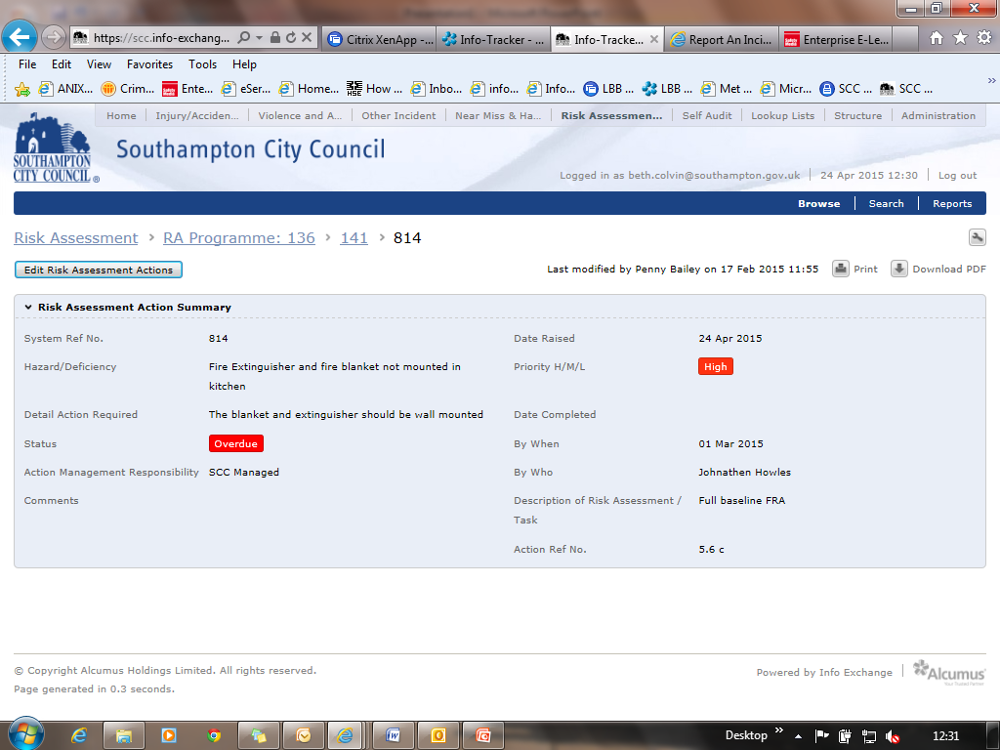 https://scc.info-exchang...
Citrix XenApp -...
Info-Tracker - ...
Info-Tracke...
Report An Inci...
Enterprise E-Le...
File Edit View Favorites Tools Help
ANIX... Crim... Ente... eSer... Home... How ... Inbo... info... Info... LBB ... LBB ... Met ... Micr... SCC ... SCC ...
Home Injury/Acciden... Violence and A... Other Incident Near Miss & Ha... Risk Assessmen... Self Audit Lookup Lists Structure Administration
SOUTHAMPTON
CITY COUNCIL ®
Southampton City Council
Logged in as beth.colvin@southampton.gov.uk 24 Apr 2015 12:30 Log out
Browse Search Reports
Risk Assessment › RA Programme: 136 › 141 › 814
Edit Risk Assessment Actions
Last modified by Penny Bailey on 17 Feb 2015 11:55 Print Download PDF
Risk Assessment Action Summary
System Ref No. 814 Date Raised 24 Apr 2015
Hazard/Deficiency Fire Extinguisher and fire blanket not mounted in Priority H/M/L High
kitchen
Detail Action Required The blanket and extinguisher should be wall mounted Date Completed
Status Overdue By When 01 Mar 2015
Action Management Responsibility SCC Managed By Who Johnathen Howles
Comments Description of Risk Assessment / Full baseline FRA
Task
Action Ref No. 5.6 c
© Copyright Alcumus Holdings Limited. All rights reserved.
Page generated in 0.3 seconds.
Powered by Info Exchange
Alcumus
Your Trusted Partner
Desktop » 12:31